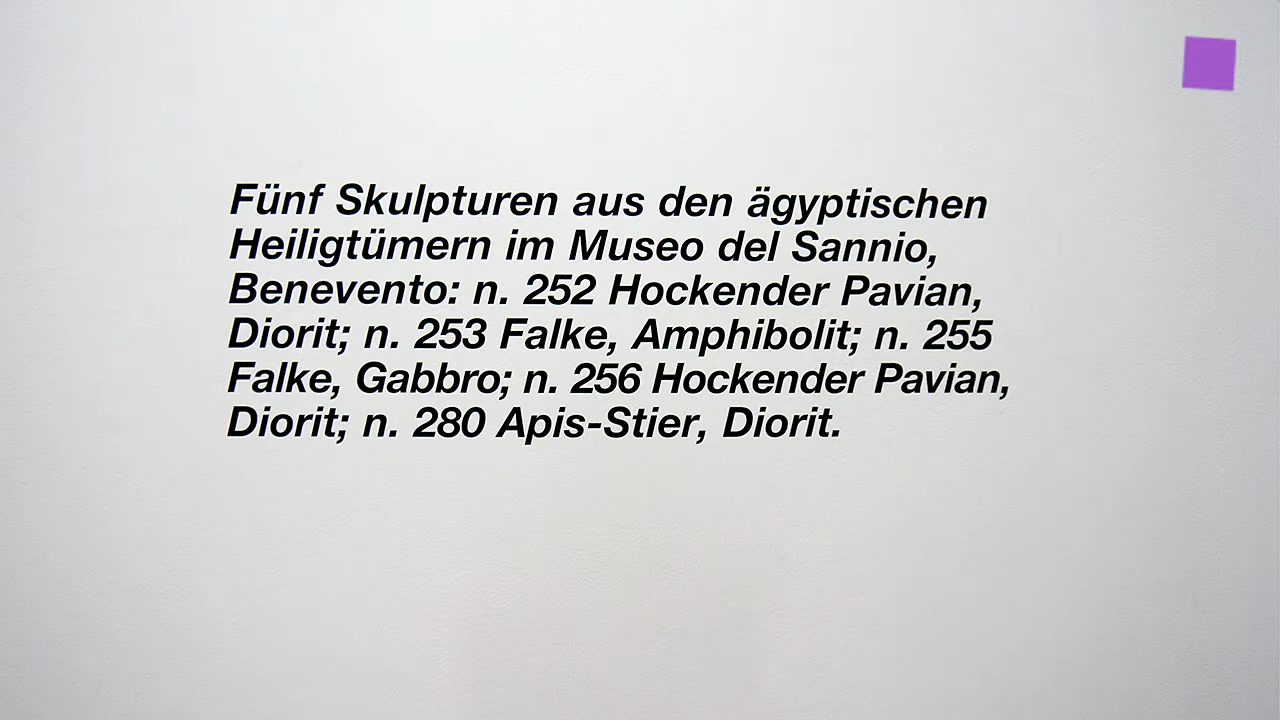 Fünf Skulpturen aus den ägyptischen
Heiligtümern im Museo del Sannio,
Benevento: n. 252 Hockender Pavian,
Diorit; n. 253 Falke, Amphibolit; n. 255
Falke, Gabbro; n. 256 Hockender Pavian,
Diorit; n. 280 Apis-Stier, Diorit.